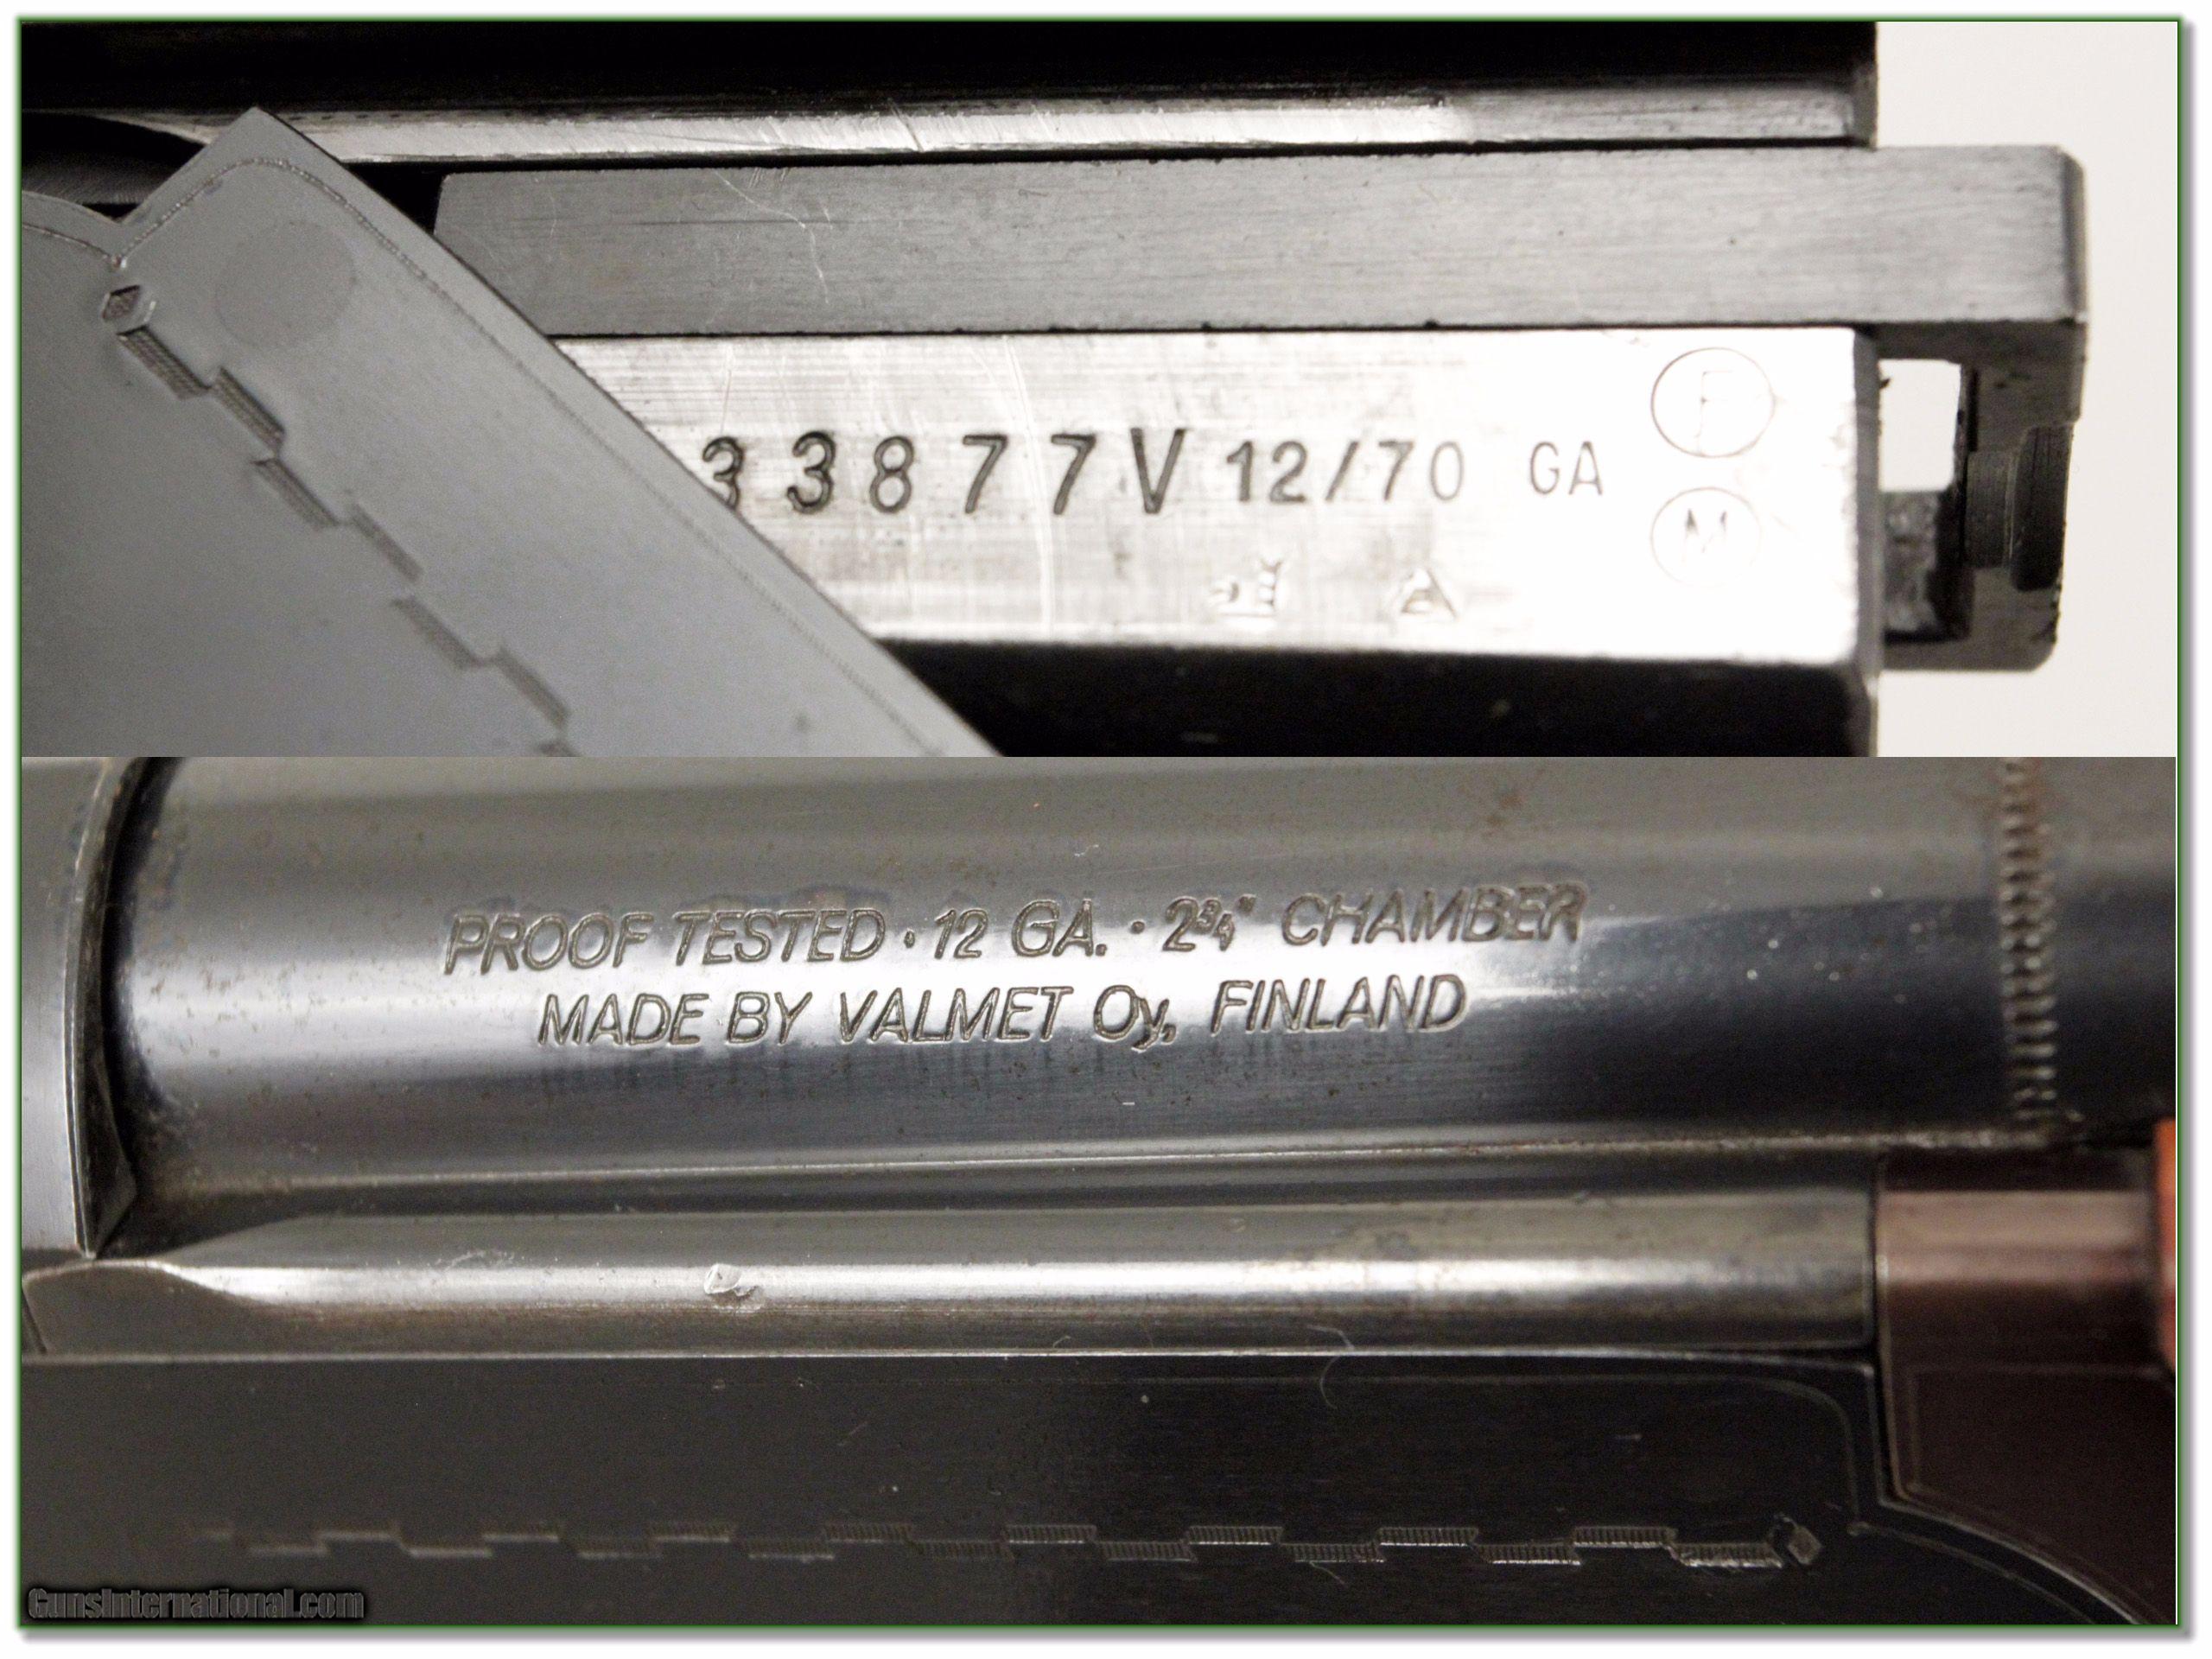 33877V 12/70 GA
F
M
PROOF TESTED · 12 GA. · 2¾" CHAMBER
MADE BY VALMET Oy, FINLAND
GunsInternational.com